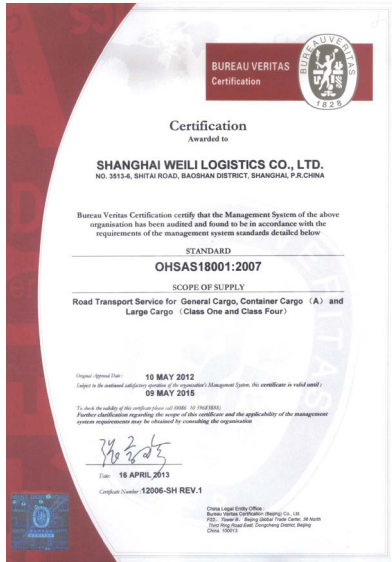 BUREAU VERITAS
Certification
BUREAU VERITAS
1828
Certification
Awarded to
SHANGHAI WEILI LOGISTICS CO., LTD.
NO. 3513-6, SHITAI ROAD, BAOSHAN DISTRICT. SHANGHAI, P.R.CHINA
Bureau Veritas Certification certify that the Management System of the above
organisation has been audited and found to be in accordance with the
requirements of the management system standards detailed below
STANDARD
OHSAS18001:2007
SCOPE OF SUPPLY
Road Transport Service for General Cargo, Container Cargo (A) and
Large Cargo (Class One and Class Four)
Original Approval Date: 10 MAY 2012
Subject to the continued satisfactory operation of the organisation's Management System, this certificate is valid until:
09 MAY 2015
To check the validity of this certificate please call
Further clarification regarding the scope of this certificate and the applicability of the management
system requirements may be obtained by consulting the organisation
Date: 16 APRIL 2013
Certificate Number: 12006-SH REV.1
China Legal Entity Office:
Bureau Veritas Certification (Beijing) Co., Ltd.
Tower B, Beijing Global Trade Center, 36 North
Third Ring Road East, Dongcheng District, Beijing
China. 100013